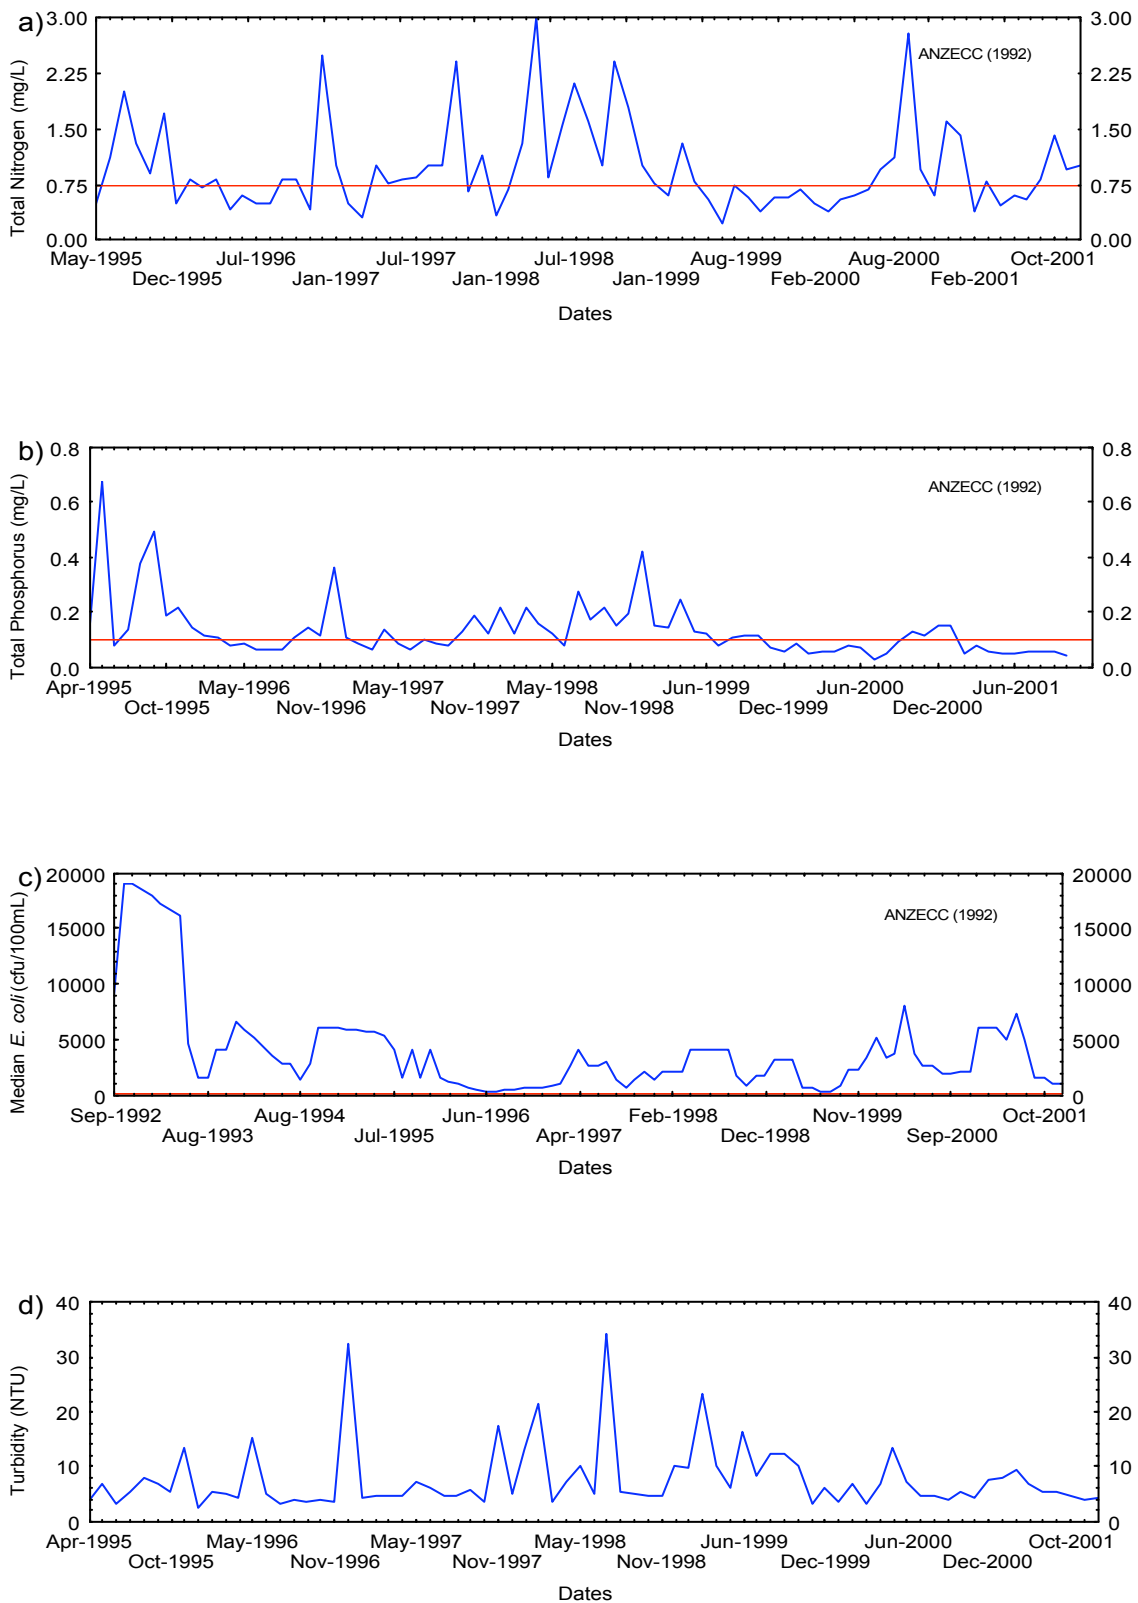 a)
Total Nitrogen (mg/L)
3.00 3.00
ANZECC (1992)
2.25 2.25
1.50 1.50
0.75 0.75
0.00 0.00
May-1995 Jul-1996 Jul-1997 Jul-1998 Aug-1999 Aug-2000 Oct-2001
Dec-1995 Jan-1997 Jan-1998 Jan-1999 Feb-2000 Feb-2001
Dates
b)
Total Phosphorus (mg/L)
0.8 0.8
ANZECC (1992)
0.6 0.6
0.4 0.4
0.2 0.2
0.0 0.0
Apr-1995 May-1996 May-1997 May-1998 Jun-1999 Jun-2000 Jun-2001
Oct-1995 Nov-1996 Nov-1997 Nov-1998 Dec-1999 Dec-2000
Dates
c)
Median E. coli (cfu/100mL)
20000 20000
ANZECC (1992)
15000 15000
10000 10000
5000 5000
0 0
Sep-1992 Aug-1994 Jun-1996 Feb-1998 Nov-1999 Oct-2001
Aug-1993 Jul-1995 Apr-1997 Dec-1998 Sep-2000
Dates
d)
Turbidity (NTU)
40 40
30 30
20 20
10 10
0 0
Apr-1995 May-1996 May-1997 May-1998 Jun-1999 Jun-2000 Oct-2001
Oct-1995 Nov-1996 Nov-1997 Nov-1998 Dec-1999 Dec-2000
Dates